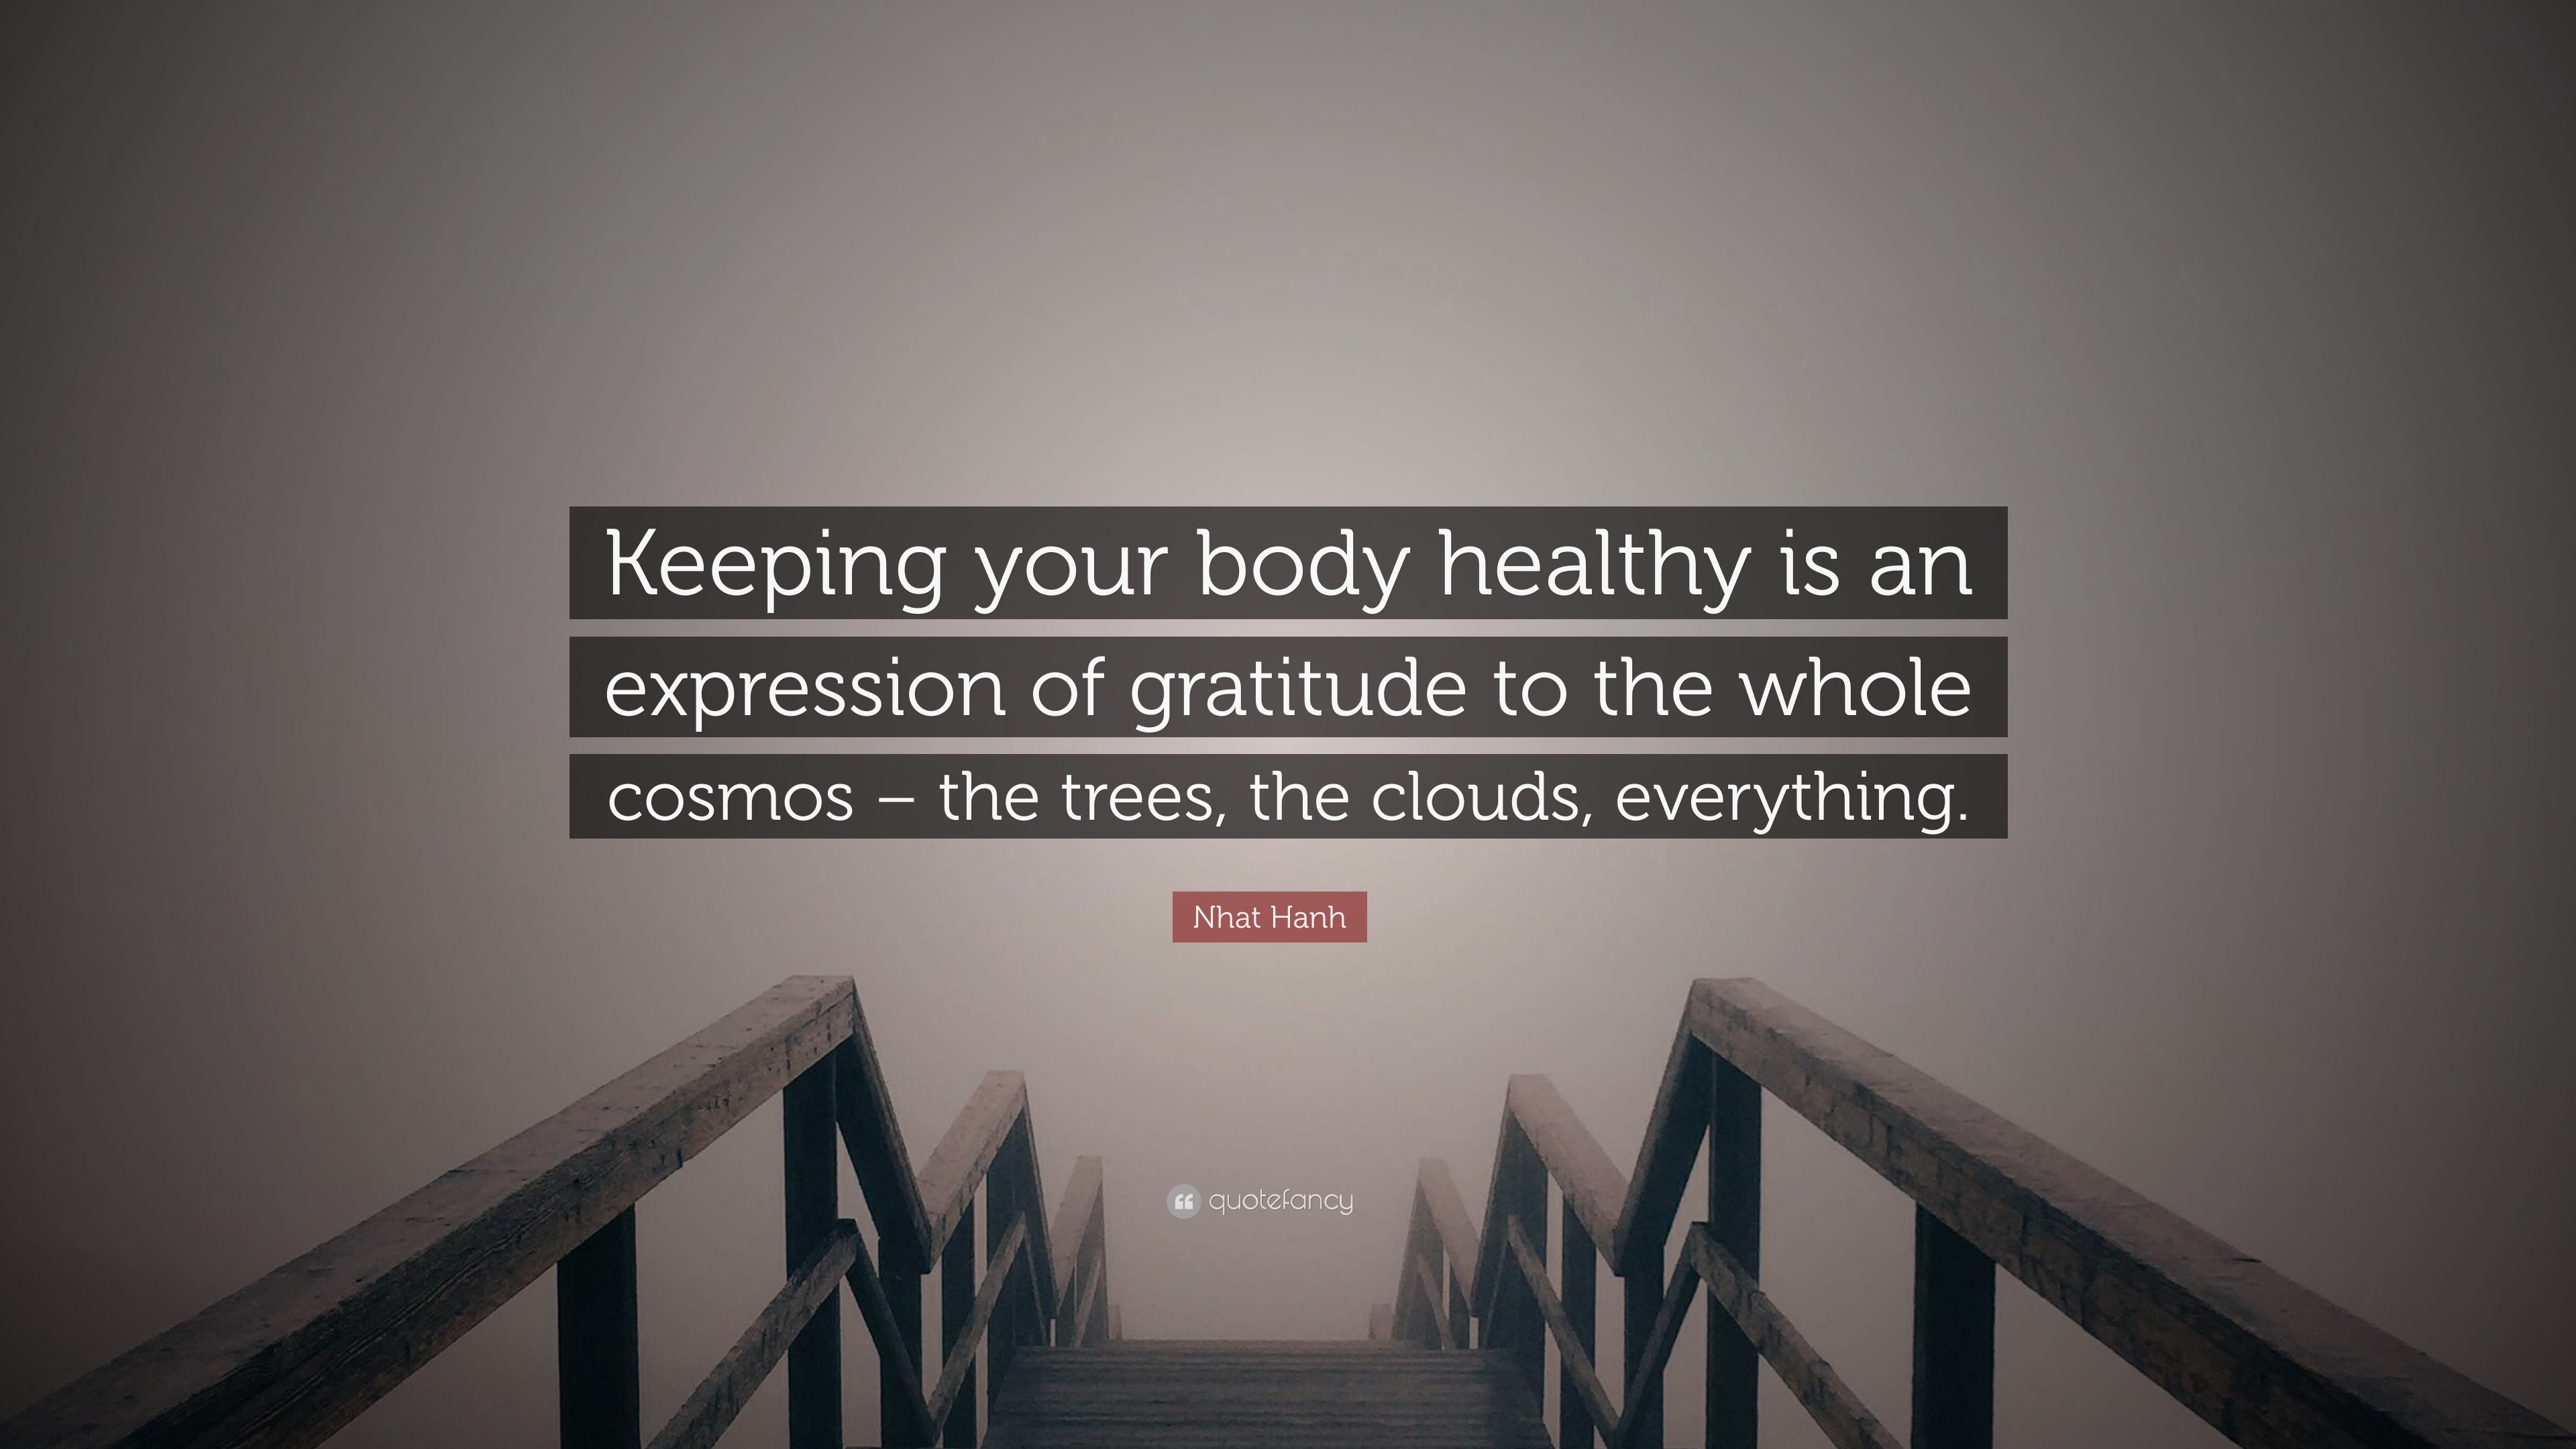 Keeping your body healthy is an
expression of gratitude to the whole
cosmos – the trees, the clouds, everything.
Nhat Hanh
quotefancy